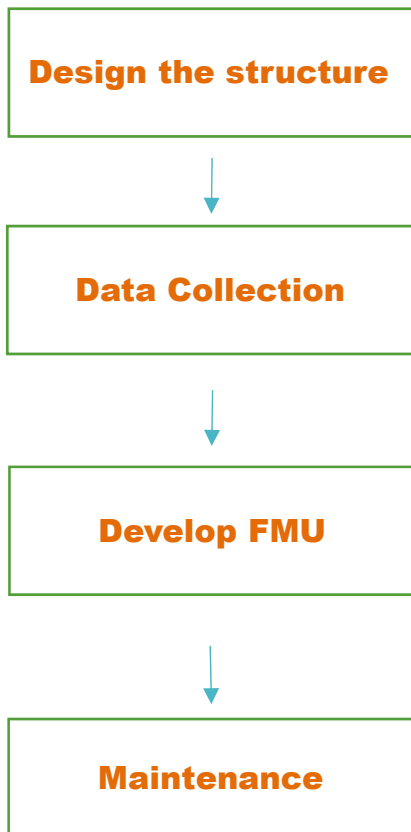 Design the structure
Data Collection
Develop FMU
Maintenance